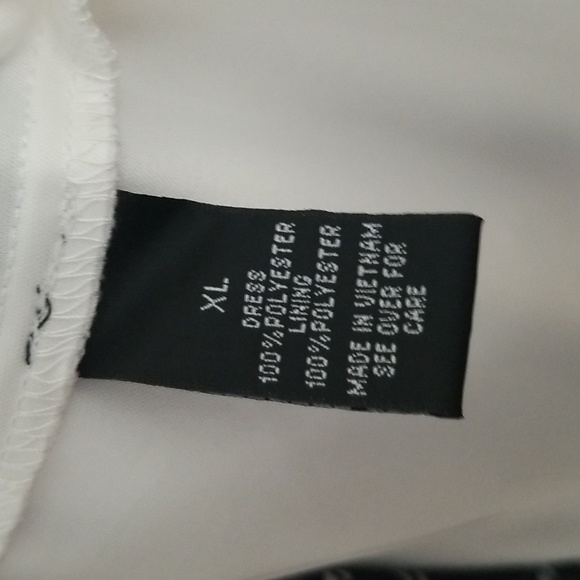 XL
DRESS
100%POLYESTER
LINING
100%POLYESTER
MADE IN VIETNAM
SEE OVER FOR
CARE